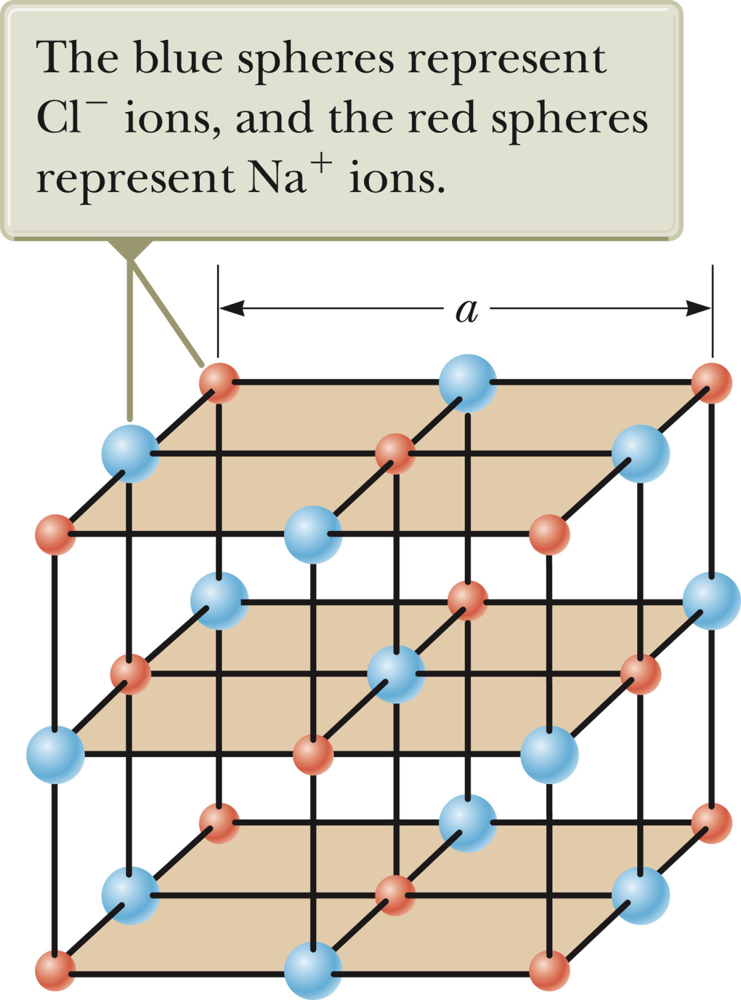 The blue spheres represent
Cl⁻ ions, and the red spheres
represent Na⁺ ions.
a